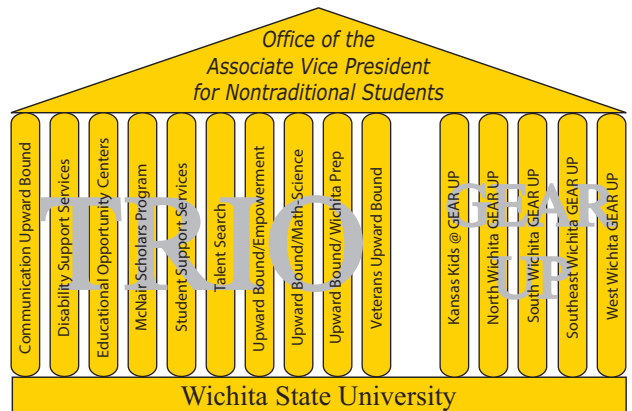 Office of the
Associate Vice President
for Nontraditional Students
Communication Upward Bound
Disability Support Services
Educational Opportunity Centers
McNair Scholars Program
Student Support Services
Talent Search
Upward Bound/Empowerment
Upward Bound/Math-Science
Upward Bound/ Wichita Prep
Veterans Upward Bound
TRIO
Kansas Kids @ GEAR UP
North Wichita GEAR UP
South Wichita GEAR UP
Southeast Wichita GEAR UP
West Wichita GEAR UP
GEAR
UP
Wichita State University